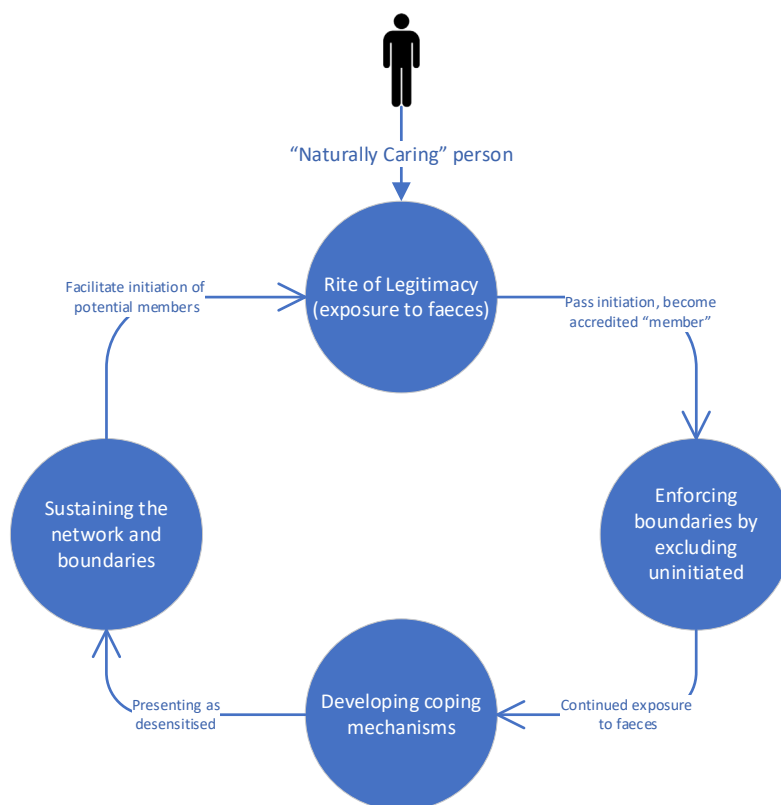 “Naturally Caring” person
Rite of Legitimacy
(exposure to faeces)
Facilitate initiation of
potential members
Pass initiation, become
accredited “member”
Sustaining the
network and
boundaries
Enforcing
boundaries by
excluding
uninitiated
Developing coping
mechanisms
Presenting as
desensitised
Continued exposure
to faeces